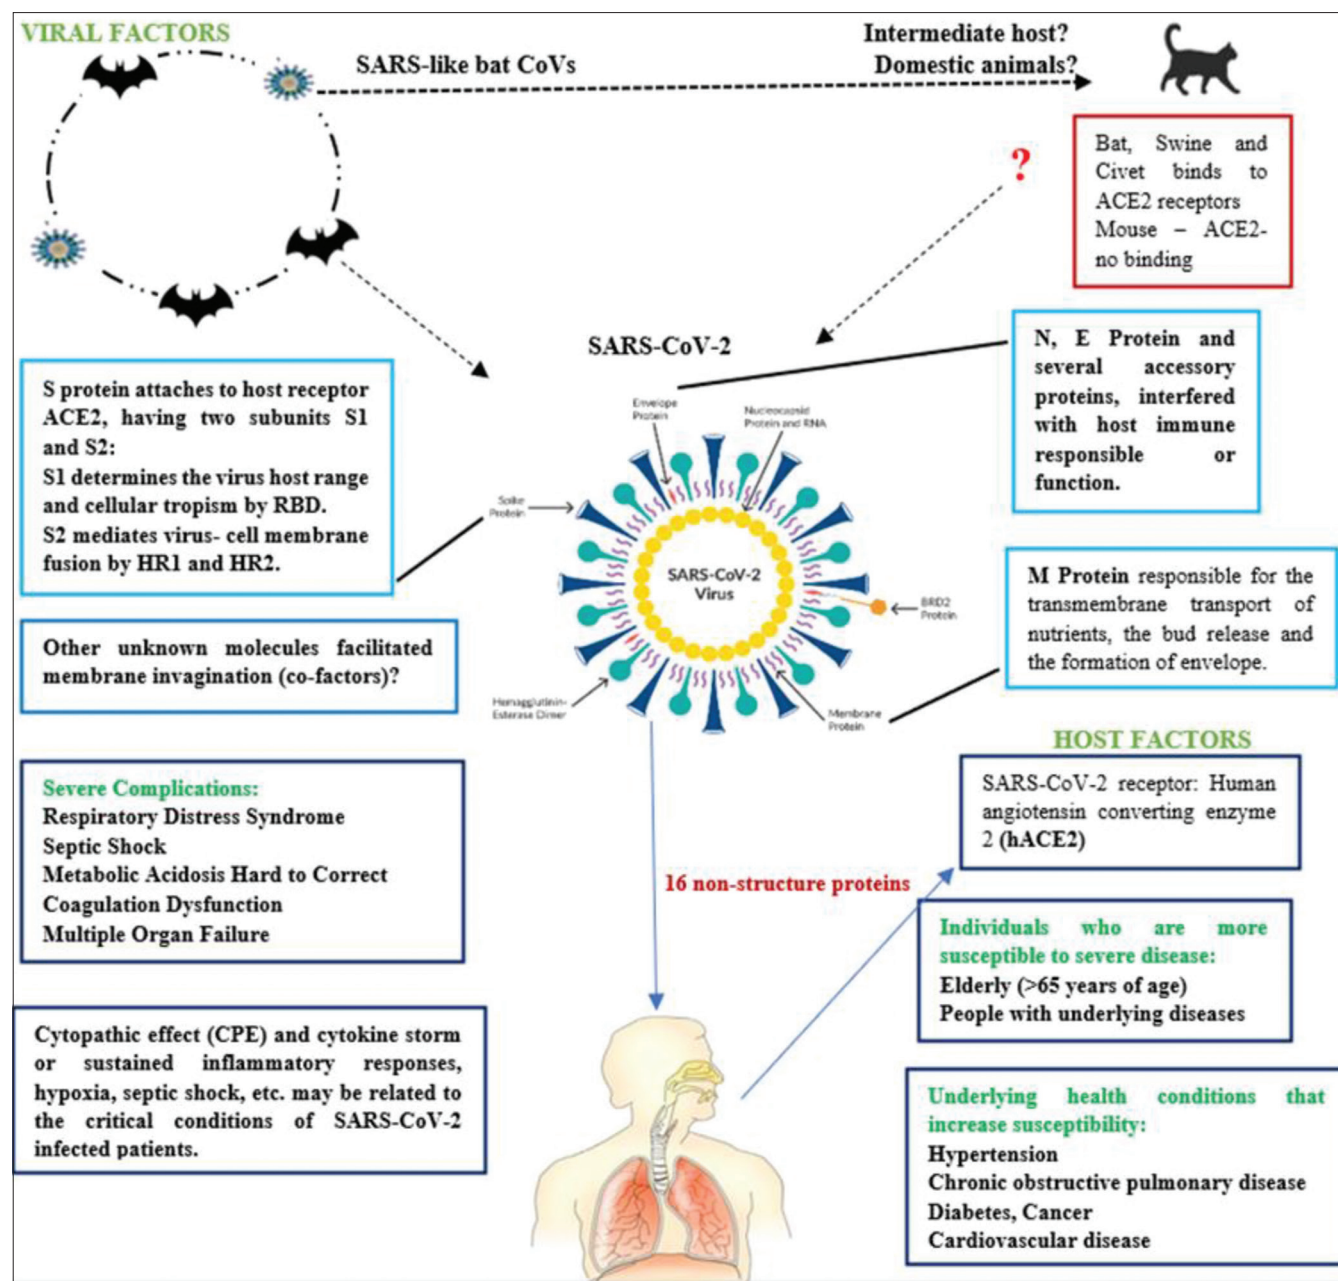 VIRAL FACTORS
SARS-like bat CoVs
Intermediate host?
Domestic animals?
?
Bat, Swine and
Civet binds to
ACE2 receptors
Mouse – ACE2-
no binding
SARS-CoV-2
S protein attaches to host receptor
ACE2, having two subunits S1
and S2:
S1 determines the virus host range
and cellular tropism by RBD.
S2 mediates virus- cell membrane
fusion by HR1 and HR2.
N, E Protein and
several accessory
proteins, interfered
with host immune
responsible or
function.
Envelope
Protein
Nucleocapsid
Protein and RNA
Spike
Protein
SARS-CoV-2
Virus
BRD2
Protein
Hemagglutinin-
Esterase Dimer
Membrane
Protein
M Protein responsible for the
transmembrane transport of
nutrients, the bud release and
the formation of envelope.
Other unknown molecules facilitated
membrane invagination (co-factors)?
HOST FACTORS
SARS-CoV-2 receptor: Human
angiotensin converting enzyme
2 (hACE2)
Severe Complications:
Respiratory Distress Syndrome
Septic Shock
Metabolic Acidosis Hard to Correct
Coagulation Dysfunction
Multiple Organ Failure
16 non-structure proteins
Individuals who are more
susceptible to severe disease:
Elderly (>65 years of age)
People with underlying diseases
Cytopathic effect (CPE) and cytokine storm
or sustained inflammatory responses,
hypoxia, septic shock, etc. may be related to
the critical conditions of SARS-CoV-2
infected patients.
Underlying health conditions that
increase susceptibility:
Hypertension
Chronic obstructive pulmonary disease
Diabetes, Cancer
Cardiovascular disease